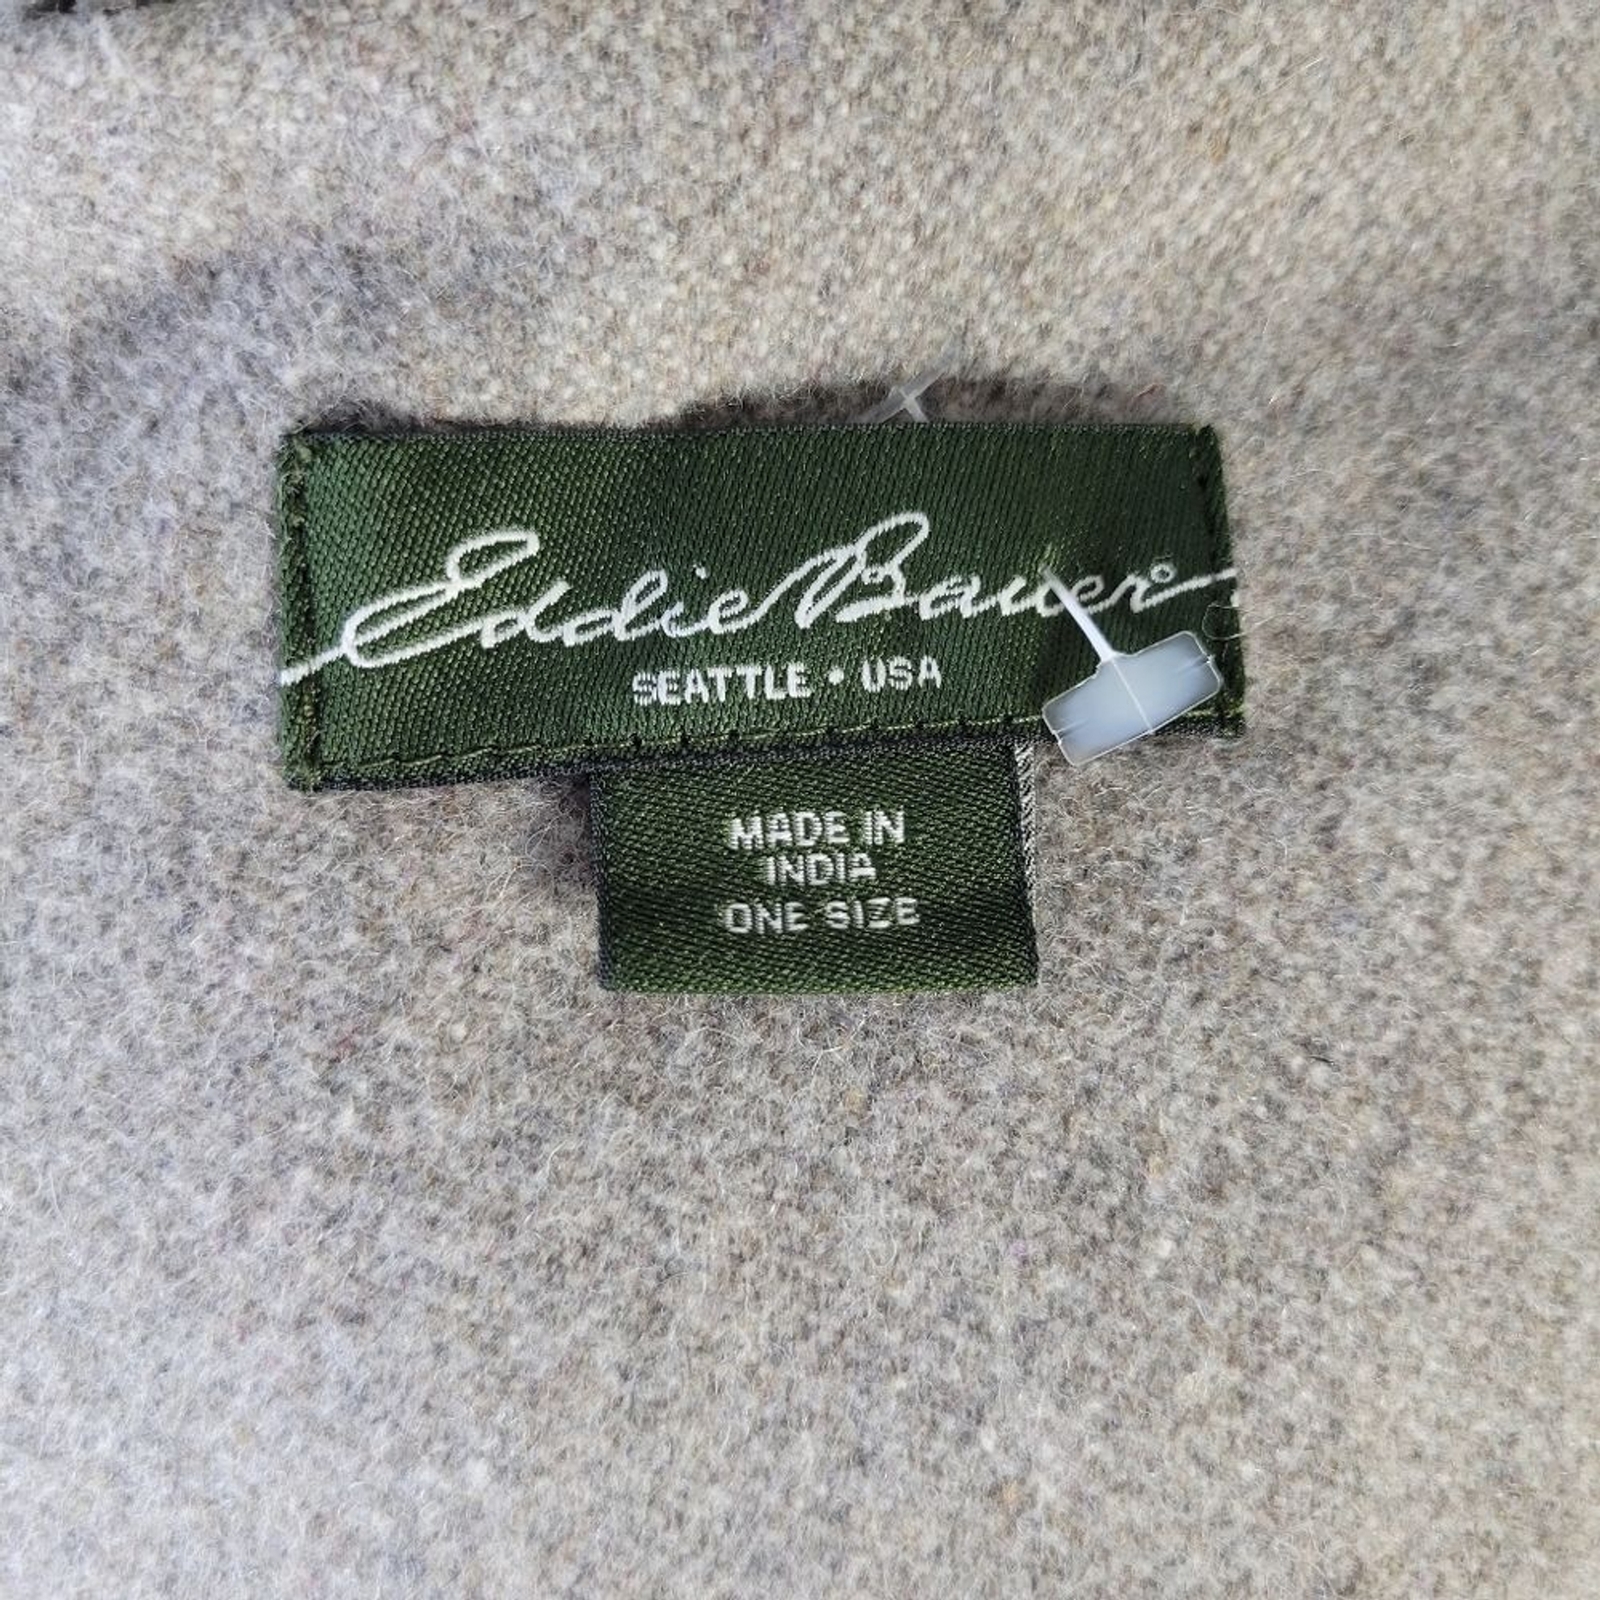 Eddie Bauer®
SEATTLE • USA
MADE IN
INDIA
ONE SIZE